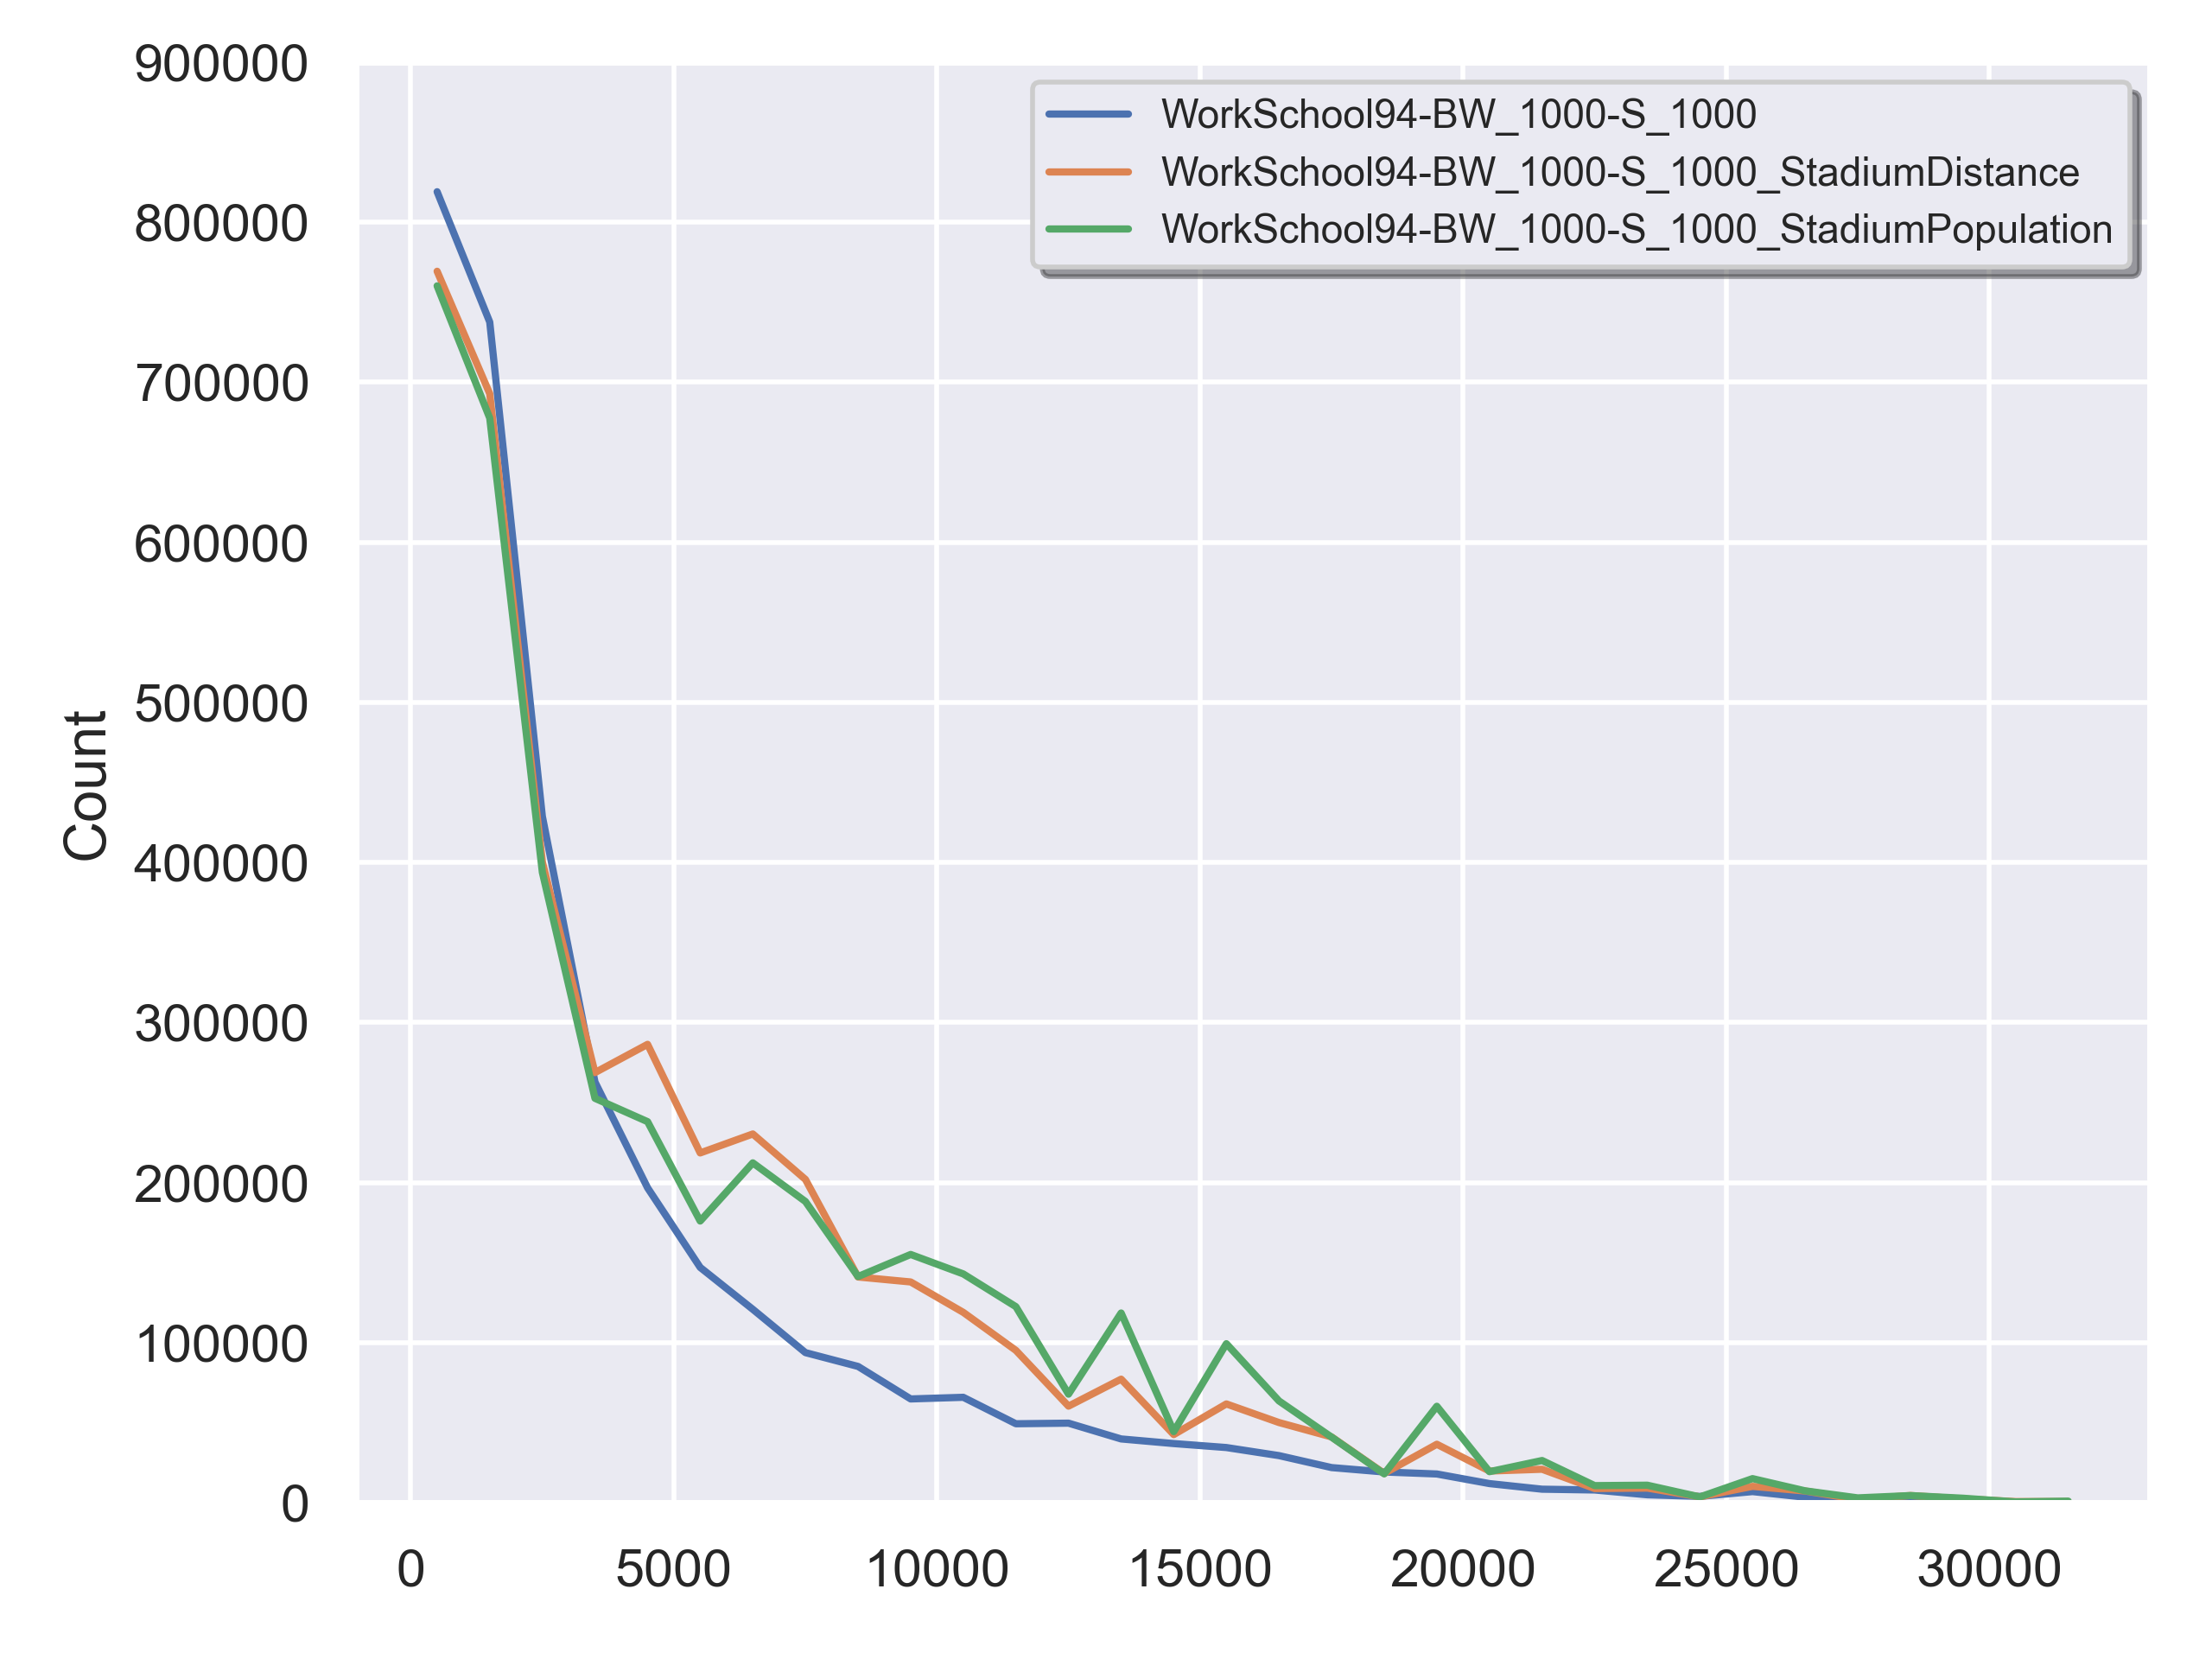 900000
800000
700000
600000
500000
400000
300000
200000
100000
0
Count
WorkSchool94-BW_1000-S_1000
WorkSchool94-BW_1000-S_1000_StadiumDistance
WorkSchool94-BW_1000-S_1000_StadiumPopulation
0 5000 10000 15000 20000 25000 30000